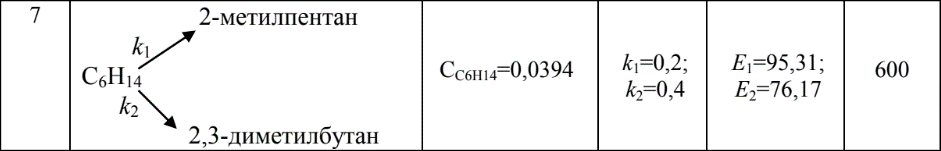 7
2-метилпентан
k1
C6H14
k2
2,3-диметилбутан
CC6H14=0,0394
k1=0,2;
k2=0,4
E1=95,31;
E2=76,17
600